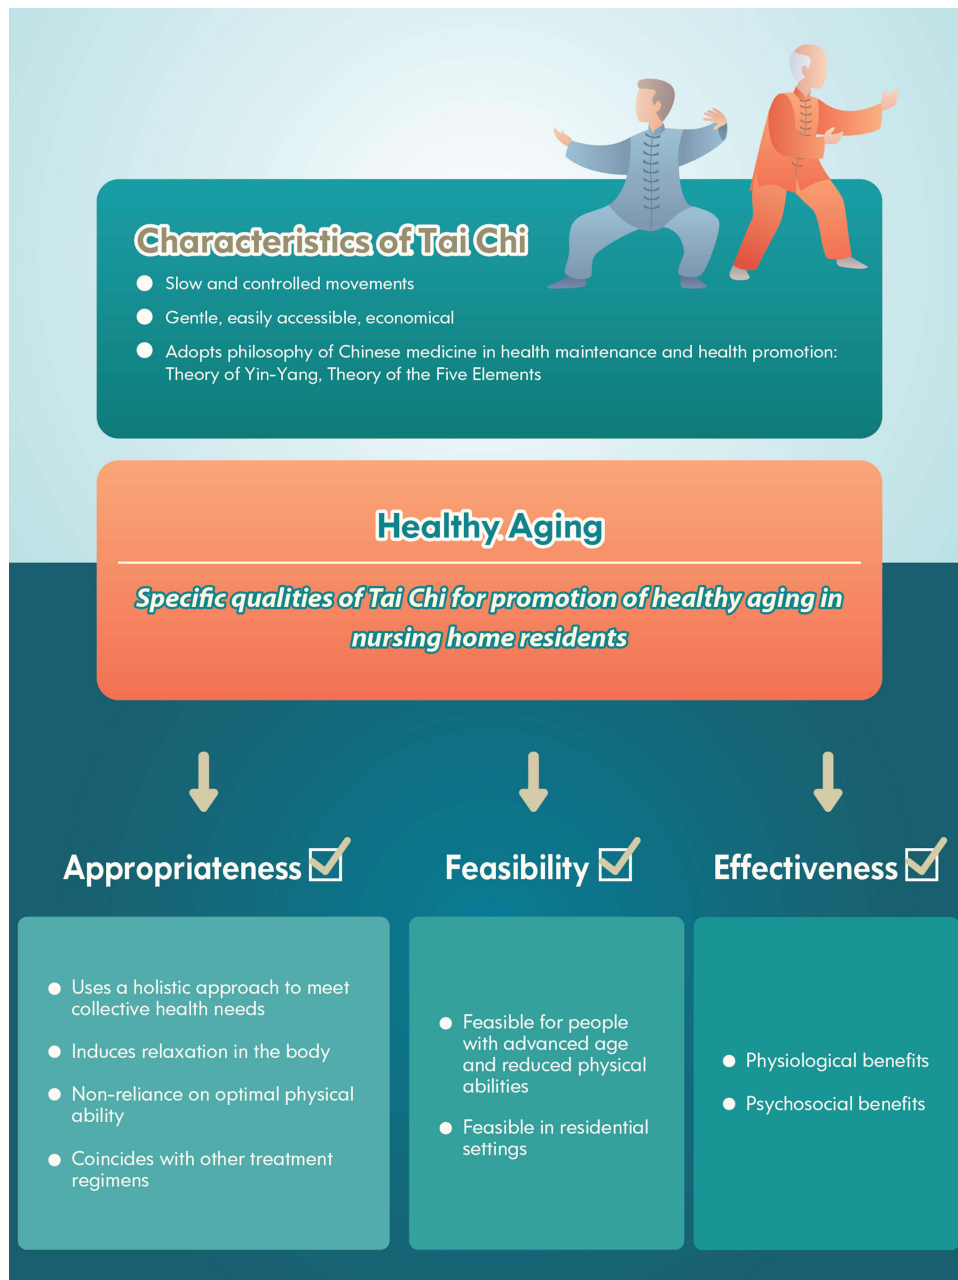 Characteristics of Tai Chi
Slow and controlled movements
Gentle, easily accessible, economical
Adopts philosophy of Chinese medicine in health maintenance and health promotion:
Theory of Yin-Yang, Theory of the Five Elements
Healthy Aging
Specific qualities of Tai Chi for promotion of healthy aging in
nursing home residents
Appropriateness
Uses a holistic approach to meet
collective health needs
Induces relaxation in the body
Non-reliance on optimal physical
ability
Coincides with other treatment
regimens
Feasibility
Feasible for people
with advanced age
and reduced physical
abilities
Feasible in residential
settings
Effectiveness
Physiological benefits
Psychosocial benefits